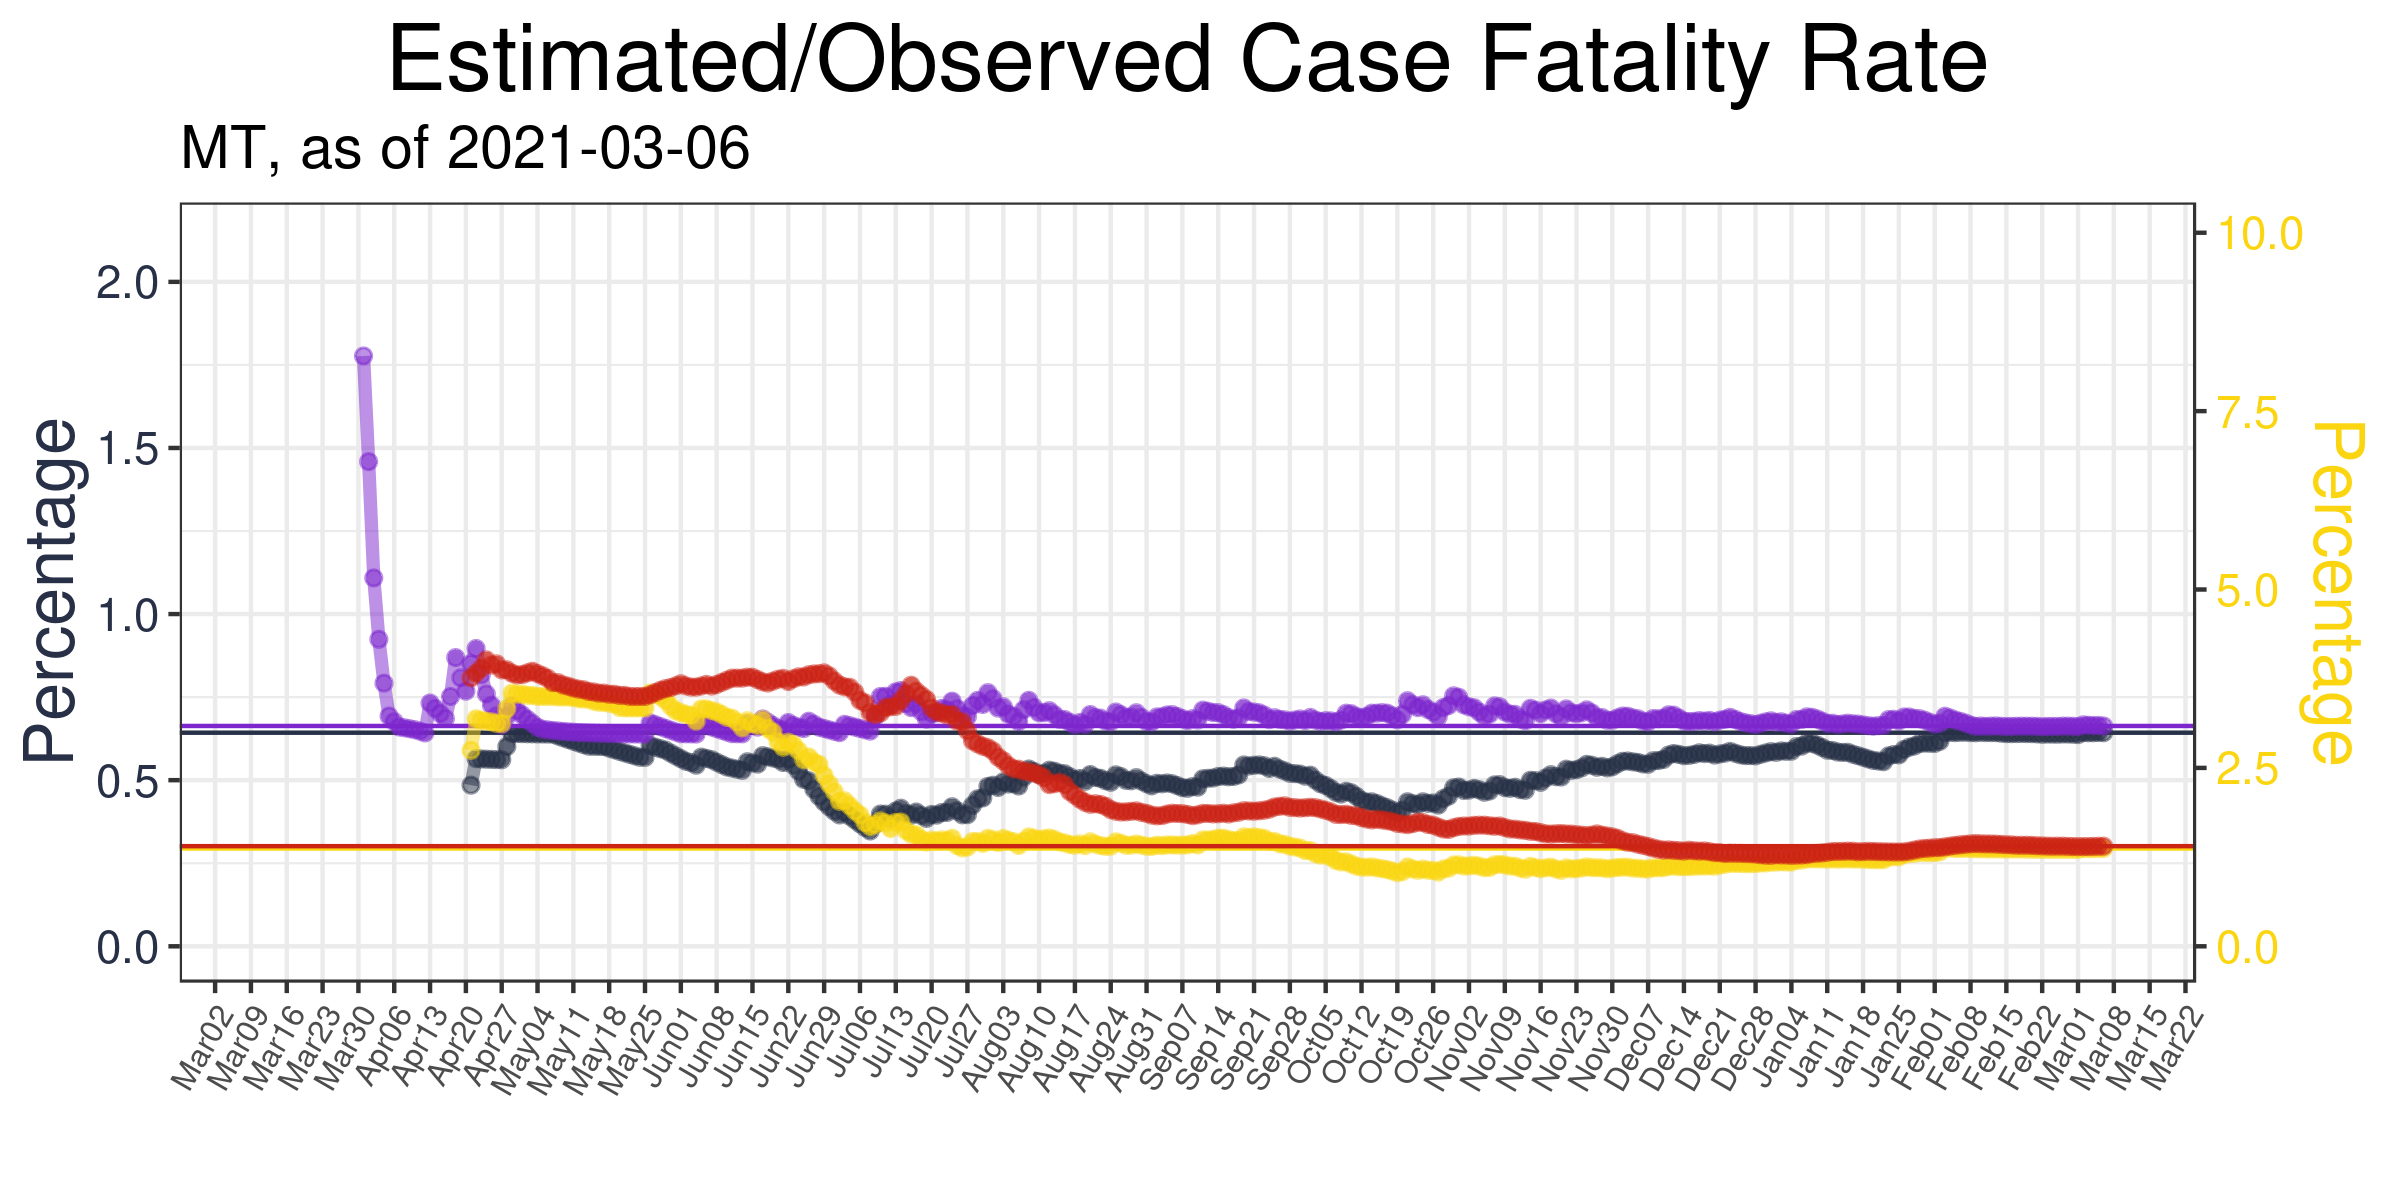 Estimated/Observed Case Fatality Rate
MT, as of 2021-03-06
Percentage
2.0
1.5
1.0
0.5
0.0
10.0
7.5
5.0
2.5
0.0
Percentage
Mar02
Mar09
Mar16
Mar23
Mar30
Apr06
Apr13
Apr20
Apr27
May04
May11
May18
May25
Jun01
Jun08
Jun15
Jun22
Jun29
Jul06
Jul13
Jul20
Jul27
Aug03
Aug10
Aug17
Aug24
Aug31
Sep07
Sep14
Sep21
Sep28
Oct05
Oct12
Oct19
Oct26
Nov02
Nov09
Nov16
Nov23
Nov30
Dec07
Dec14
Dec21
Dec28
Dec04
Jan11
Jan18
Jan25
Jan25
Feb01
Feb08
Feb15
Feb22
Mar01
Mar08
Mar15
Mar22